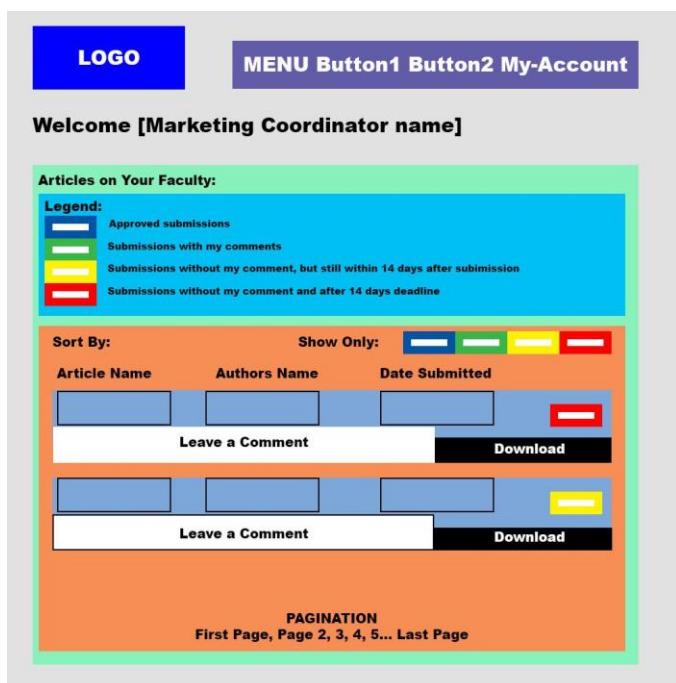 LOGO
MENU Button1 Button2 My-Account
Welcome [Marketing Coordinator name]
Articles on Your Faculty:
Legend:
Approved submissions
Submissions with my comments
Submissions without my comment, but still within 14 days after subimission
Submissions without my comment and after 14 days deadline
Sort By: Show Only:
Article Name Authors Name Date Submitted
Leave a Comment Download
Leave a Comment Download
PAGINATION
First Page, Page 2, 3, 4, 5... Last Page